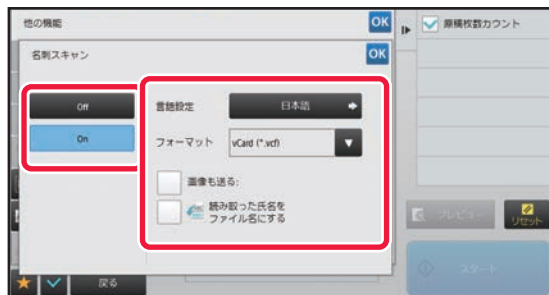 他の機能
OK
原稿枚数カウント
名刺スキャン
OK
Off
On
言語設定
日本語
フォーマット
vCard (*.vcf)
画像も送る:
読み取った氏名を
ファイル名にする
プレビュー
リセット
スタート
戻る